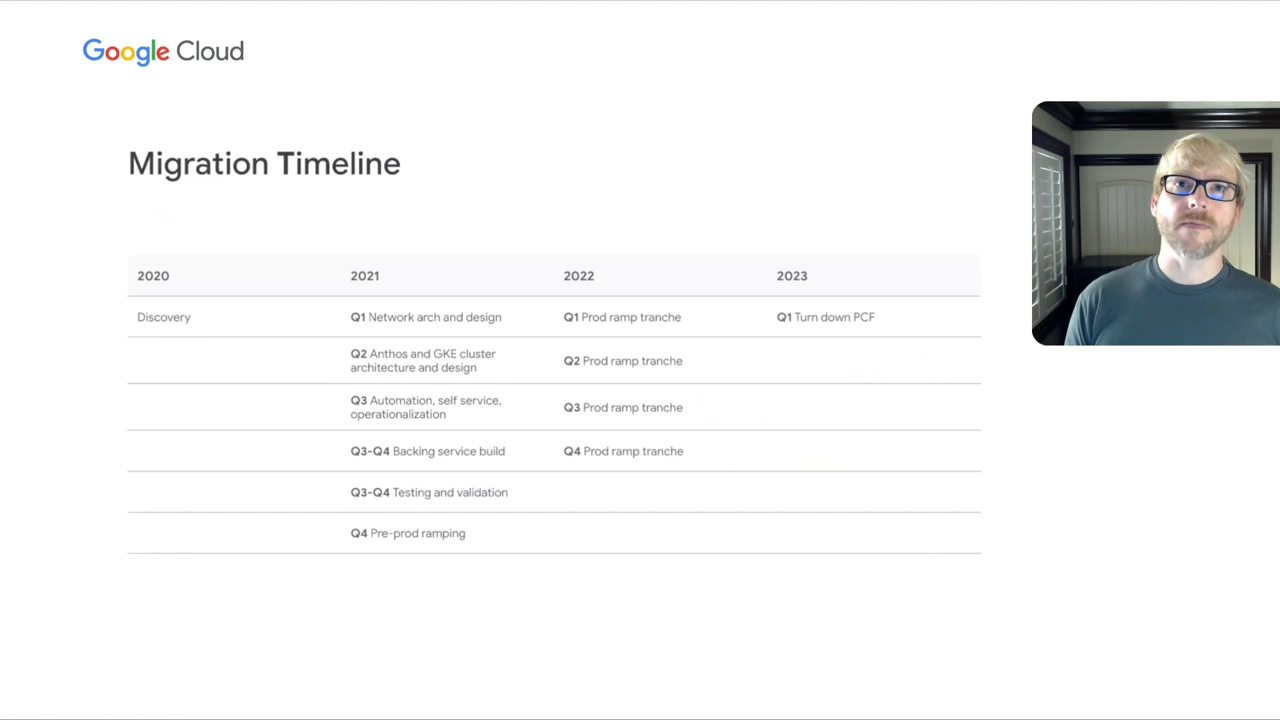 Google Cloud
Migration Timeline
2020 2021 2022 2023
Discovery Q1 Network arch and design Q1 Prod ramp tranche Q1 Turn down PCF
Q2 Anthos and GKE cluster
architecture and design
Q2 Prod ramp tranche
Q3 Automation, self service,
operationalization
Q3 Prod ramp tranche
Q3-Q4 Backing service build Q4 Prod ramp tranche
Q3-Q4 Testing and validation
Q4 Pre-prod ramping